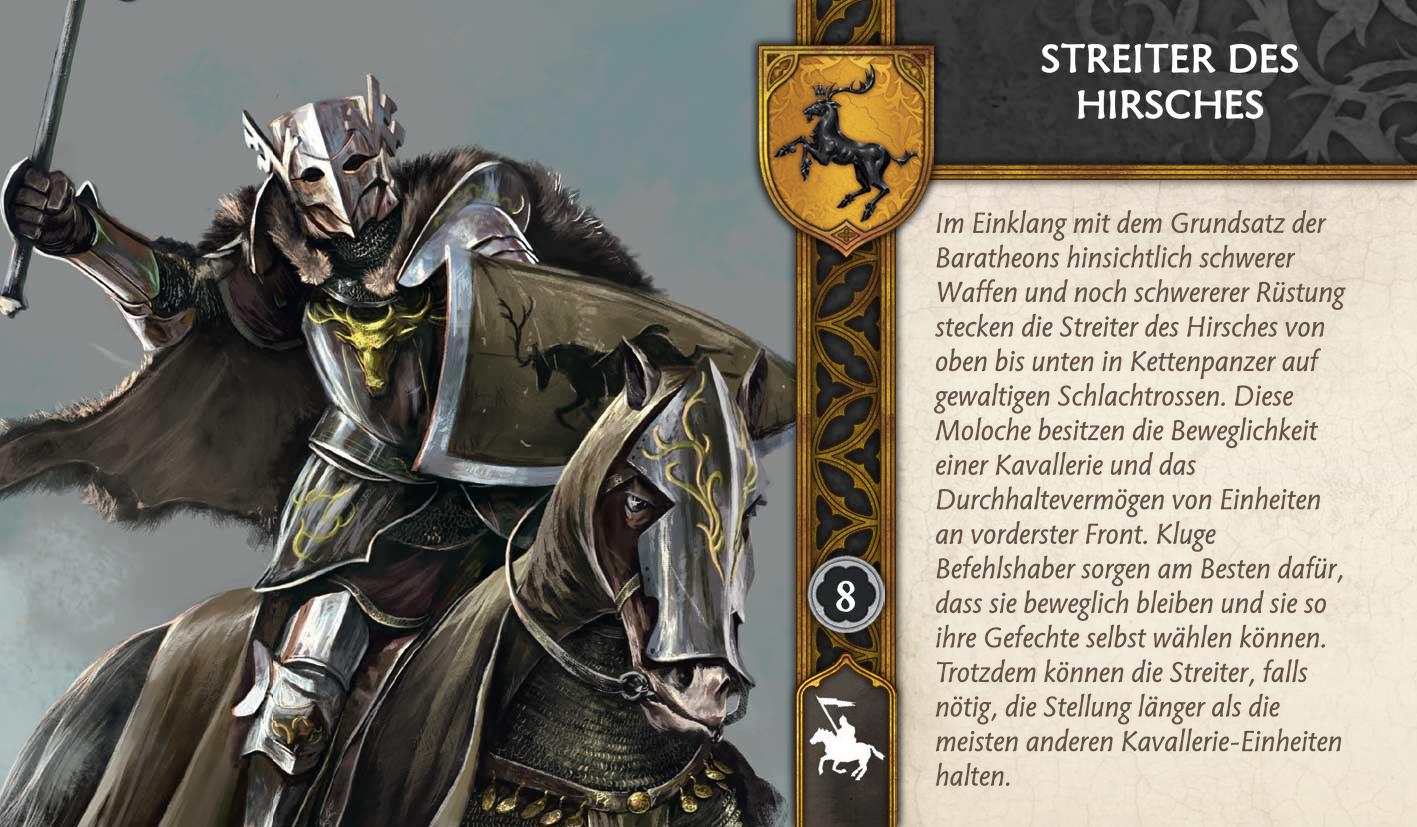 STREITER DES
HIRSCHES
Im Einklang mit dem Grundsatz der
Baratheons hinsichtlich schwerer
Waffen und noch schwererer Rüstung
stecken die Streiter des Hirsches von
oben bis unten in Kettenpanzer auf
gewaltigen Schlachtrossen. Diese
Moloche besitzen die Beweglichkeit
einer Kavallerie und das
Durchhaltevermögen von Einheiten
an vorderster Front. Kluge
Befehlshaber sorgen am Besten dafür,
dass sie beweglich bleiben und sie so
ihre Gefechte selbst wählen können.
Trotzdem können die Streiter, falls
nötig, die Stellung länger als die
meisten anderen Kavallerie-Einheiten
halten.
8